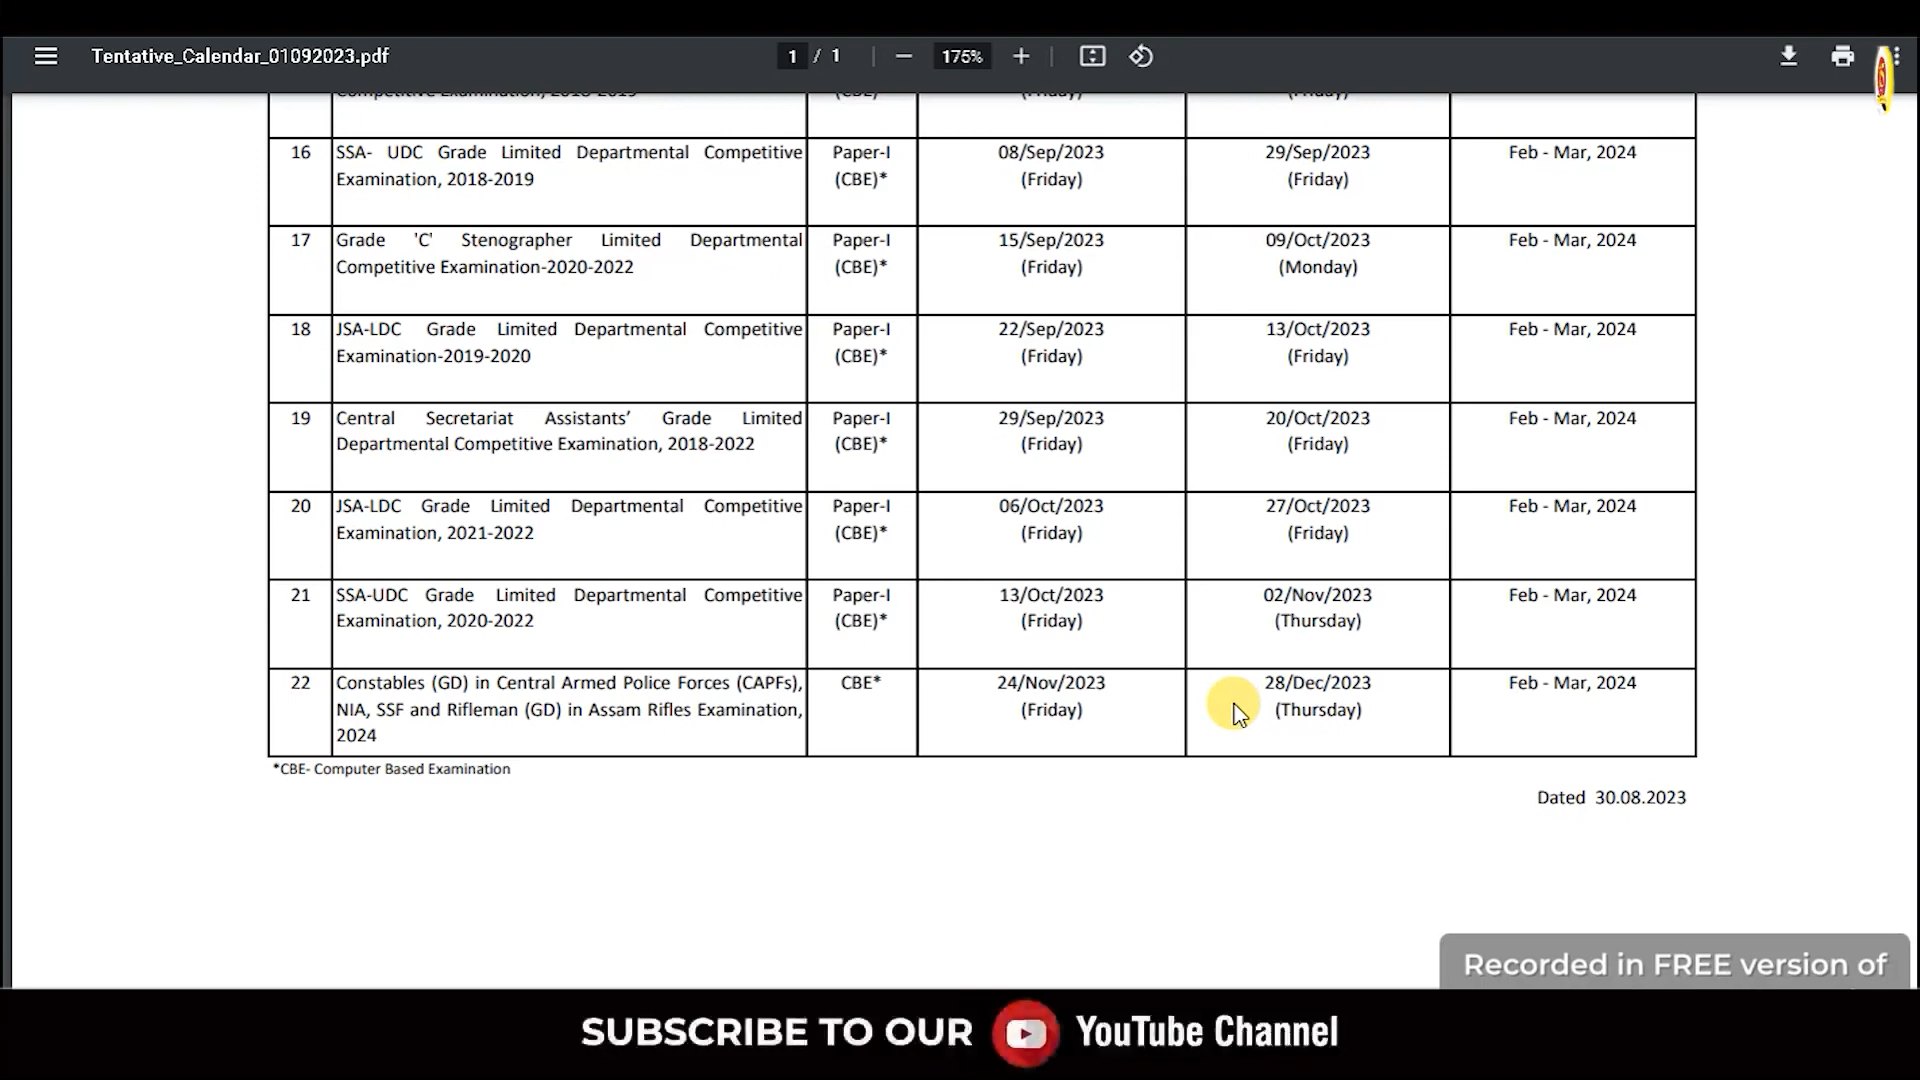 Tentative_Calendar_01092023.pdf
1 / 1
175%
Competitive Examination, 2018-2019 (CBE)* (Friday) (Friday)
16 SSA- UDC Grade Limited Departmental Competitive Paper-I 08/Sep/2023 29/Sep/2023 Feb - Mar, 2024
Examination, 2018-2019 (CBE)* (Friday) (Friday)
17 Grade 'C' Stenographer Limited Departmental Paper-I 15/Sep/2023 09/Oct/2023 Feb - Mar, 2024
Competitive Examination-2020-2022 (CBE)* (Friday) (Monday)
18 JSA-LDC Grade Limited Departmental Competitive Paper-I 22/Sep/2023 13/Oct/2023 Feb - Mar, 2024
Examination-2019-2020 (CBE)* (Friday) (Friday)
19 Central Secretariat Assistants’ Grade Limited Paper-I 29/Sep/2023 20/Oct/2023 Feb - Mar, 2024
Departmental Competitive Examination, 2018-2022 (CBE)* (Friday) (Friday)
20 JSA-LDC Grade Limited Departmental Competitive Paper-I 06/Oct/2023 27/Oct/2023 Feb - Mar, 2024
Examination, 2021-2022 (CBE)* (Friday) (Friday)
21 SSA-UDC Grade Limited Departmental Competitive Paper-I 13/Oct/2023 02/Nov/2023 Feb - Mar, 2024
Examination, 2020-2022 (CBE)* (Friday) (Thursday)
22 Constables (GD) in Central Armed Police Forces (CAPFs), CBE* 24/Nov/2023 28/Dec/2023 Feb - Mar, 2024
NIA, SSF and Rifleman (GD) in Assam Rifles Examination, (Friday) (Thursday)
2024
*CBE- Computer Based Examination
Dated 30.08.2023
Recorded in FREE version of
SUBSCRIBE TO OUR YouTube Channel